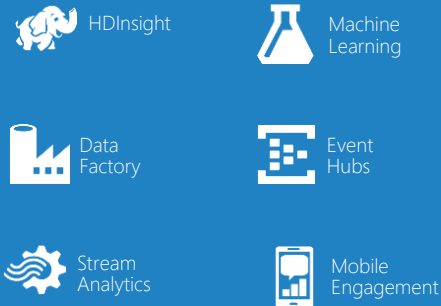 HDInsight
Machine
Learning
Data
Factory
Event
Hubs
Stream
Analytics
Mobile
Engagement